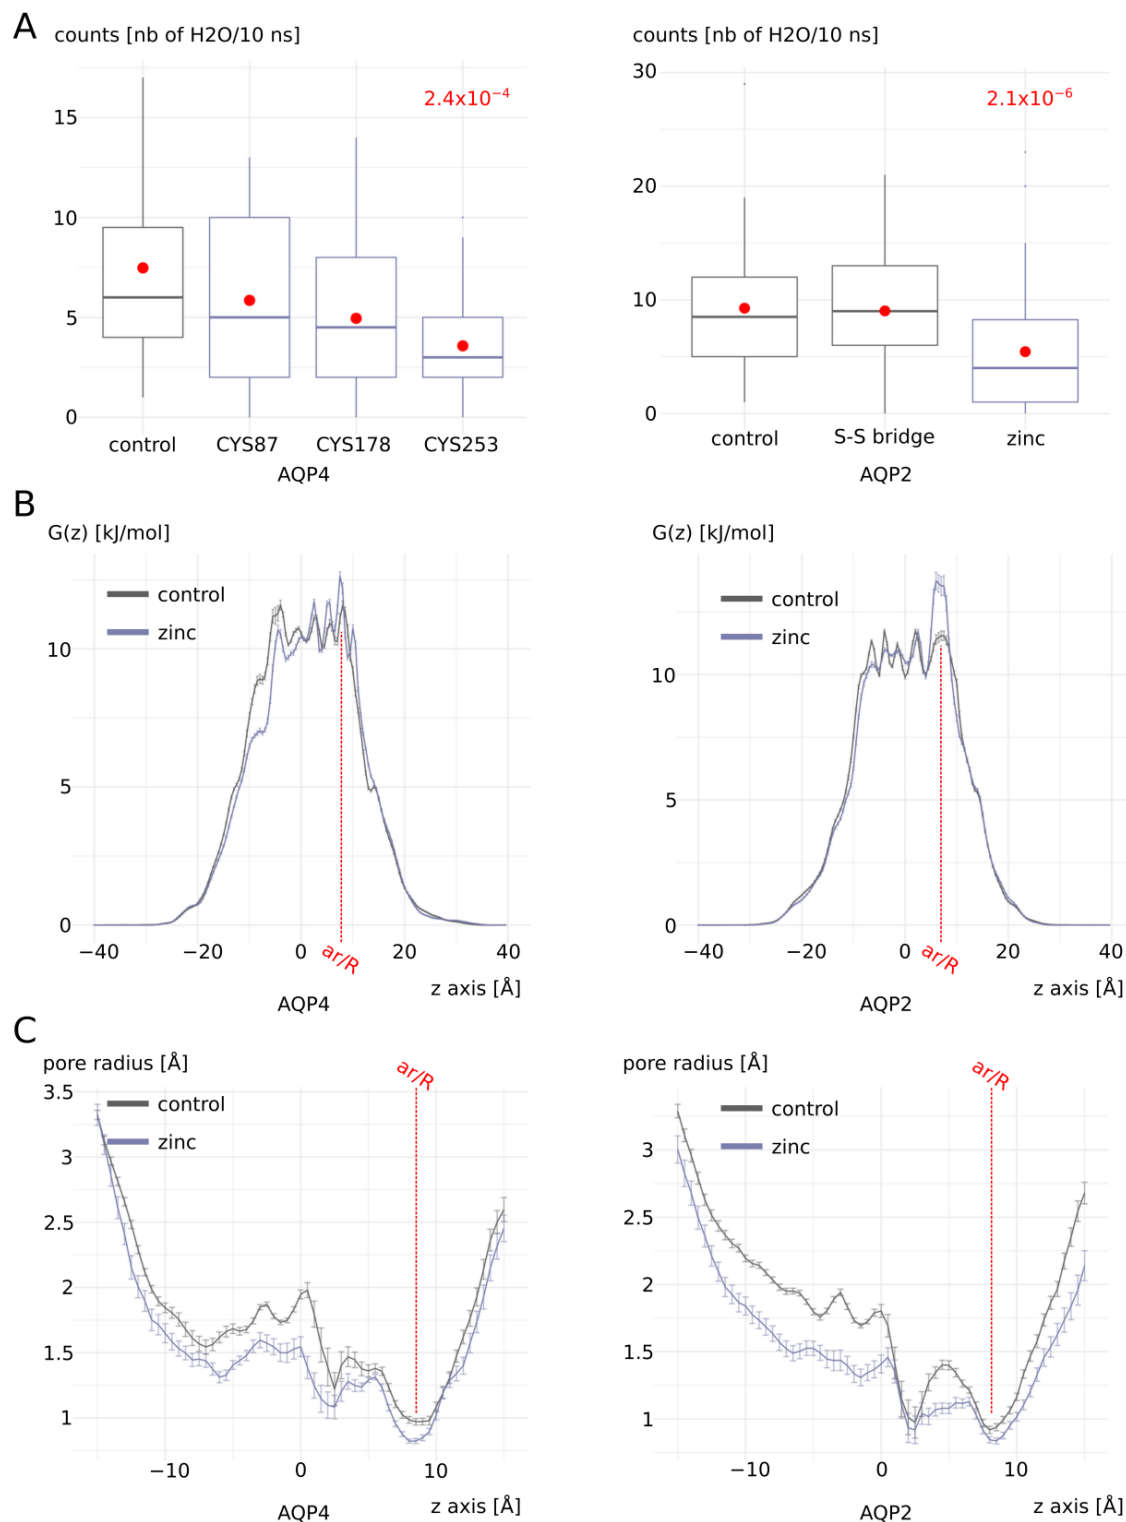 A
counts [nb of H2O/10 ns]
counts [nb of H2O/10 ns]
2.4x10⁻⁴
15
10
5
0
control
CYS87
CYS178
CYS253
AQP4
30
2.1x10⁻⁶
20
10
0
control
S-S bridge
zinc
AQP2
B
G(z) [kJ/mol]
control
zinc
10
5
0
−40
−20
0
ar/R
20
40
z axis [Å]
AQP4
G(z) [kJ/mol]
control
zinc
10
5
0
−40
−20
0
ar/R
20
40
z axis [Å]
AQP2
C
pore radius [Å]
ar/R
3.5
control
zinc
3
2.5
2
1.5
1
−10
0
10
AQP4
z axis [Å]
pore radius [Å]
ar/R
control
zinc
3
2.5
2
1.5
1
−10
0
10
AQP2
z axis [Å]